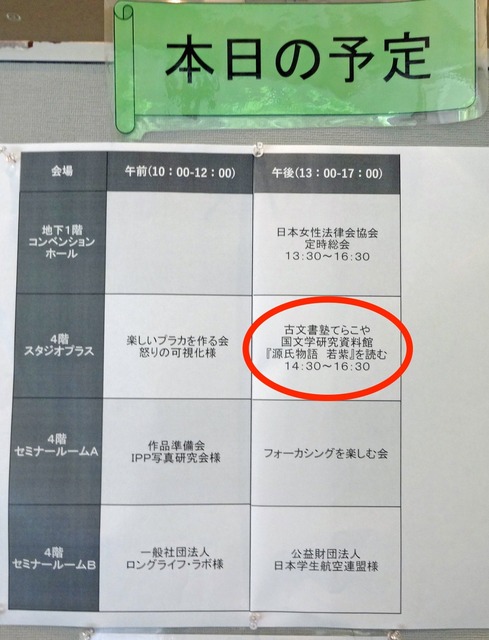 本日の予定
会場
午前(10：00-12：00)
午後(13：00-17：00)
地下1階
コンベンション
ホール
日本女性法律会協会
定時総会
13：30～16：30
4階
スタジオプラス
楽しいプラカを作る会
怒りの可視化様
古文書塾てらこや
国文学研究資料館
『源氏物語　若紫』を読む
14：30～16：30
4階
セミナールームA
作品準備会
IPP写真研究会様
フォーカシングを楽しむ会
4階
セミナールームB
一般社団法人
ロングライフ・ラボ様
公益財団法人
日本学生航空連盟様